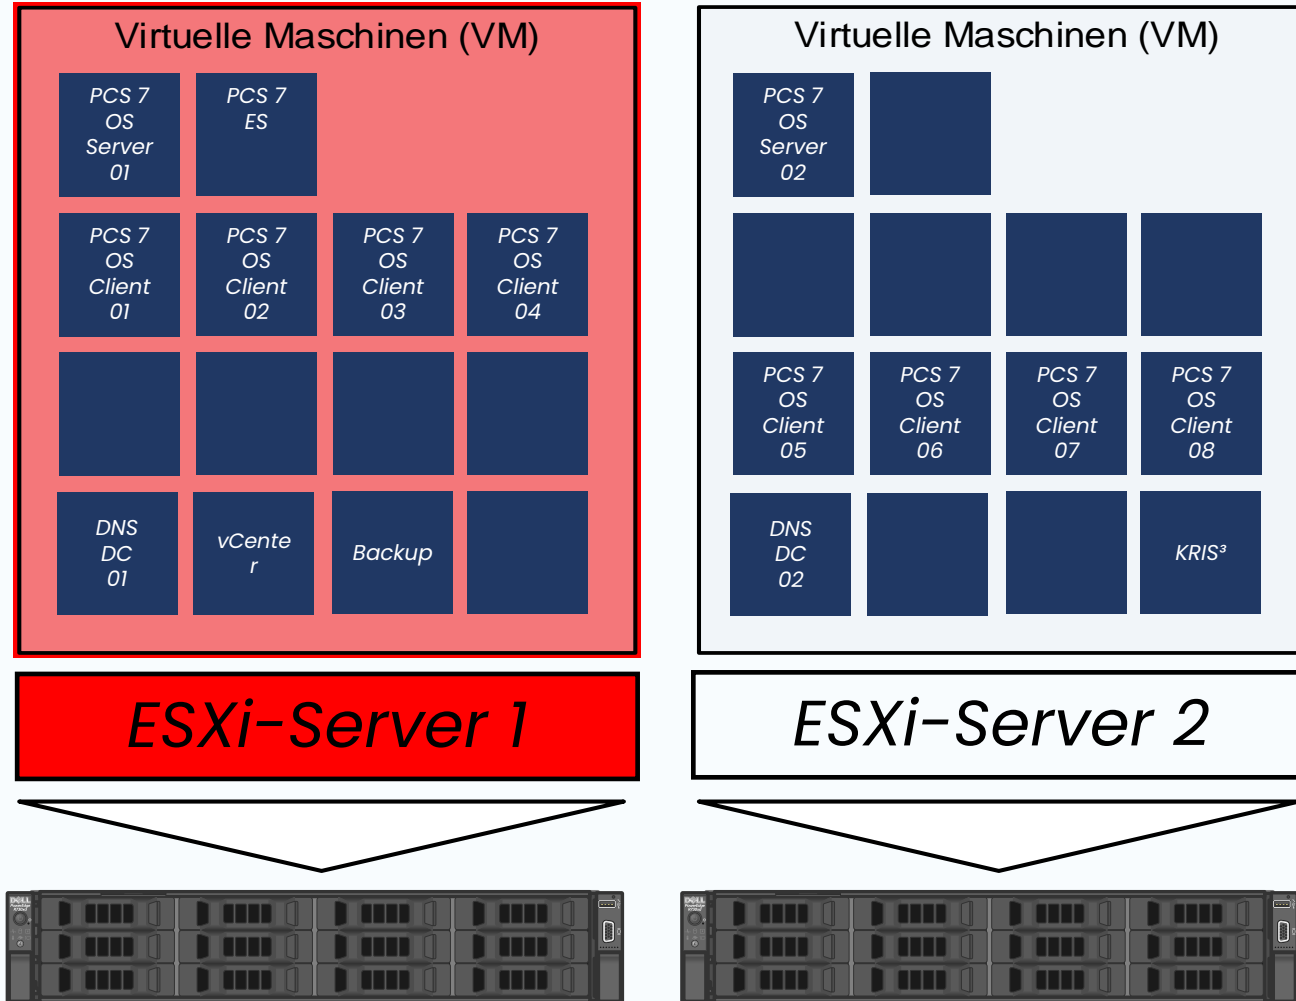 Virtuelle Maschinen (VM)
PCS 7
OS
Server
01
PCS 7
ES
PCS 7
OS
Client
01
PCS 7
OS
Client
02
PCS 7
OS
Client
03
PCS 7
OS
Client
04
DNS
DC
01
vCente
r
Backup
ESXi-Server 1
DELL
Virtuelle Maschinen (VM)
PCS 7
OS
Server
02
PCS 7
OS
Client
05
PCS 7
OS
Client
06
PCS 7
OS
Client
07
PCS 7
OS
Client
08
DNS
DC
02
KRIS³
ESXi-Server 2
DELL